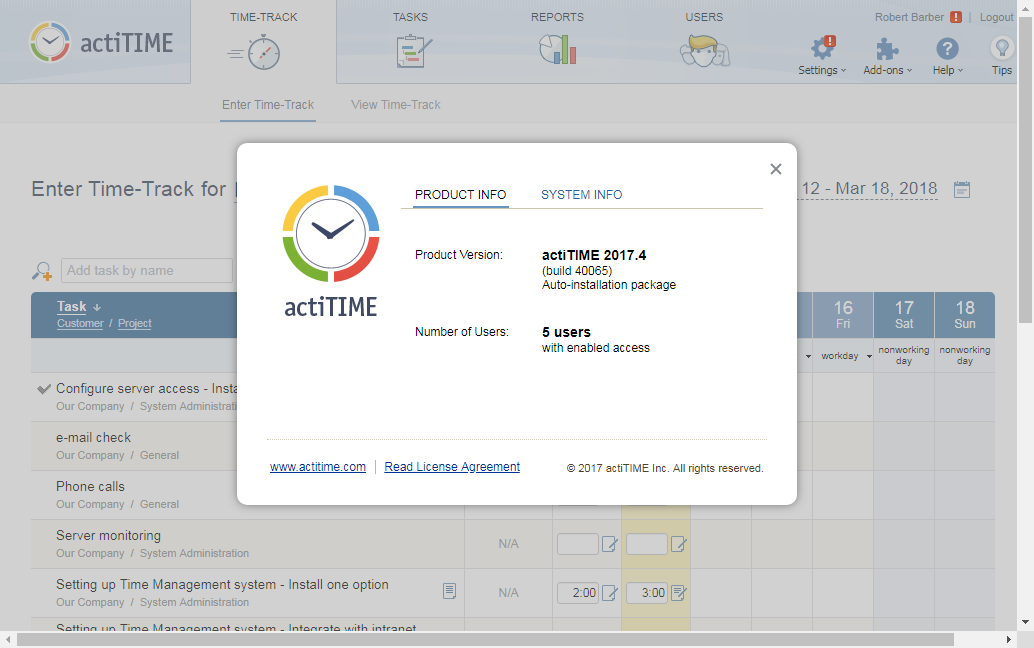 TIME-TRACK
TASKS
REPORTS
USERS
Robert Barber ! | Logout
actiTIME
Settings
Add-ons
Help
Tips
Enter Time-Track
View Time-Track
Enter Time-Track for
12 - Mar 18, 2018
Add task by name
PRODUCT INFO
SYSTEM INFO
Product Version:
actiTIME 2017.4
(build 40065)
Auto-installation package
actiTIME
Number of Users:
5 users
with enabled access
www.actitime.com
Read License Agreement
© 2017 actiTIME Inc. All rights reserved.
Task
Customer / Project
16
Fri
17
Sat
18
Sun
workday
nonworking
day
nonworking
day
Configure server access - Insta
Our Company / System Administrati
e-mail check
Our Company / General
Phone calls
Our Company / General
Server monitoring
Our Company / System Administration
N/A
Setting up Time Management system - Install one option
Our Company / System Administration
N/A
2:00
3:00
Setting up Time Management system - Integrate with intranet